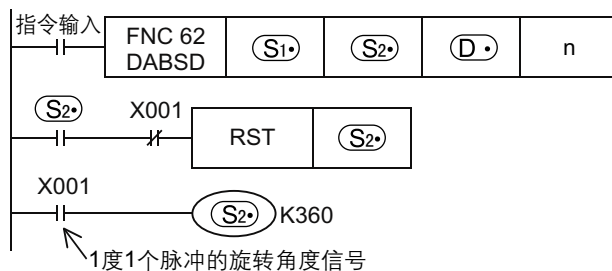 指令输入
FNC 62
DABSD
S1•
S2•
D •
n
S2•
X001
RST
S2•
X001
S2•
K360
1度1个脉冲的旋转角度信号